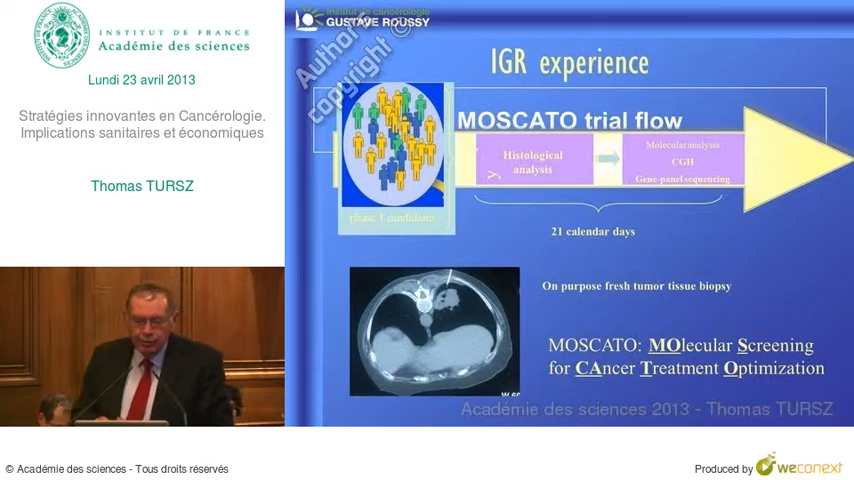 INSTITUT DE FRANCE
Académie des sciences
Lundi 23 avril 2013
Stratégies innovantes en Cancérologie.
Implications sanitaires et économiques
Thomas TURSZ
institut de cancérologie
GUSTAVE ROUSSY
copyright ©
IGR experience
MOSCATO trial flow
Histological
analysis
y
Molecular analysis
CGH
Gene-panel sequencing
phase 1 candidates
21 calendar days
On purpose fresh tumor tissue biopsy
MOSCATO: MOlecular Screening
for CAncer Treatment Optimization
Académie des sciences 2013 - Thomas TURSZ
© Académie des sciences - Tous droits réservés
Produced by weconext